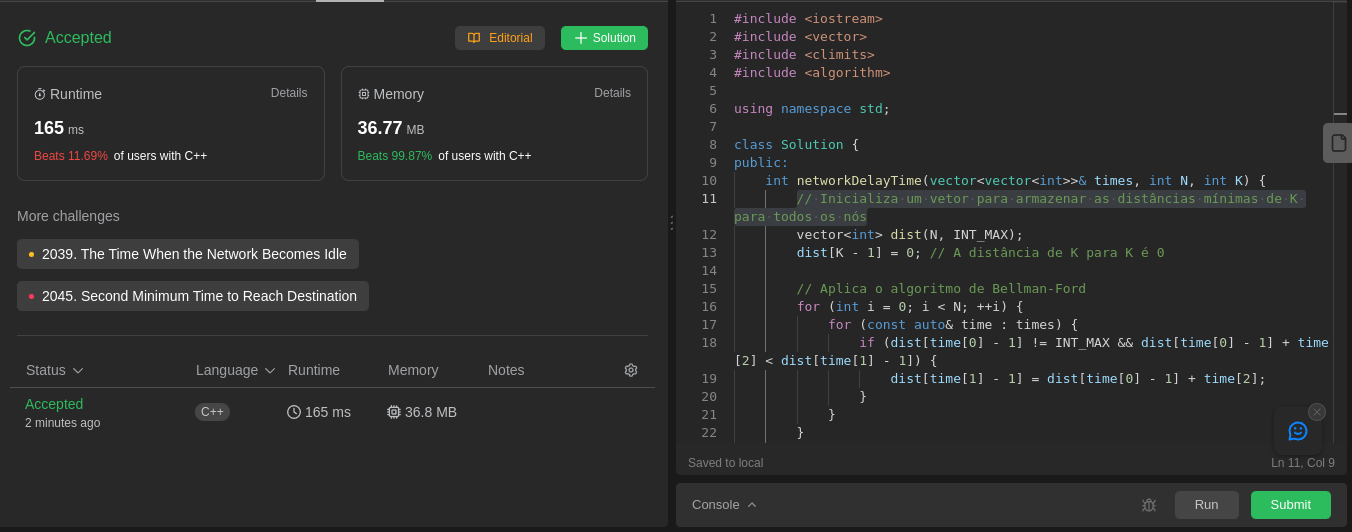 Accepted
Editorial
Solution
Runtime
Details
165 ms
Beats 11.69% of users with C++
Memory
Details
36.77 MB
Beats 99.87% of users with C++
More challenges
2039. The Time When the Network Becomes Idle
2045. Second Minimum Time to Reach Destination
Status Language Runtime Memory Notes
Accepted
2 minutes ago
C++ 165 ms 36.8 MB
1 #include <iostream>
2 #include <vector>
3 #include <climits>
4 #include <algorithm>
5
6 using namespace std;
7
8 class Solution {
9 public:
10     int networkDelayTime(vector<vector<int>>& times, int N, int K) {
11         // Inicializa um vetor para armazenar as distâncias mínimas de K
para todos os nós
12         vector<int> dist(N, INT_MAX);
13         dist[K - 1] = 0; // A distância de K para K é 0
14
15         // Aplica o algoritmo de Bellman-Ford
16         for (int i = 0; i < N; ++i) {
17             for (const auto& time : times) {
18                 if (dist[time[0] - 1] != INT_MAX && dist[time[0] - 1] + time
[2] < dist[time[1] - 1]) {
19                     dist[time[1] - 1] = dist[time[0] - 1] + time[2];
20                 }
21             }
22         }
Saved to local
Ln 11, Col 9
Console
Run
Submit